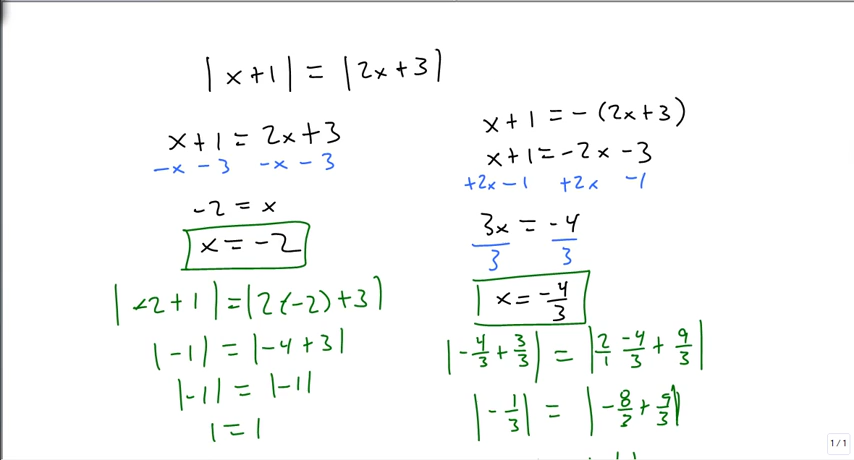 |x+1| = |2x+3|
x+1 = 2x+3
-x -3 -x -3
-2 = x
x = -2
|-2+1| = |2(-2)+3|
|-1| = |-4+3|
|-1| = |-1|
1 = 1
x+1 = -(2x+3)
x+1 = -2x -3
+2x -1 +2x -1
3x = -4
3 3
x = -4/3
|-4/3 + 3/3| = |2/1 -4/3 + 9/3|
|-1/3| = |-8/3 + 9/3|
1/1